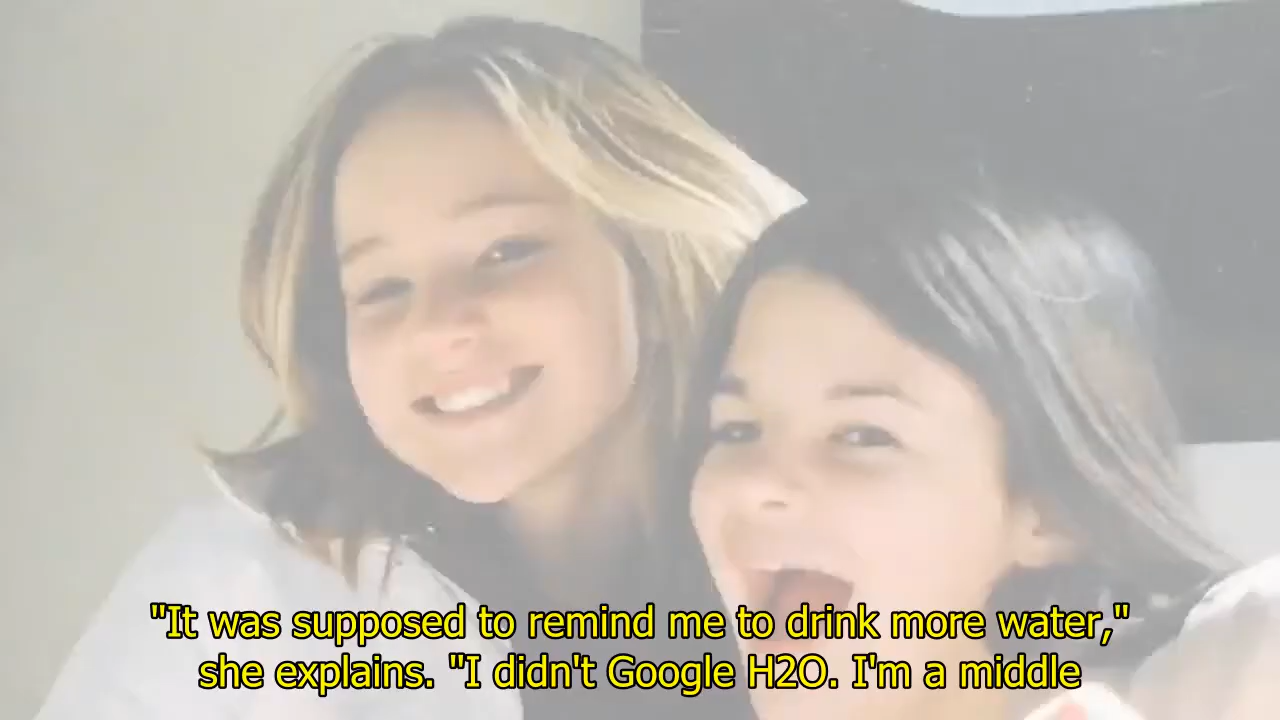 "It was supposed to remind me to drink more water,"
she explains. "I didn't Google H2O. I'm a middle